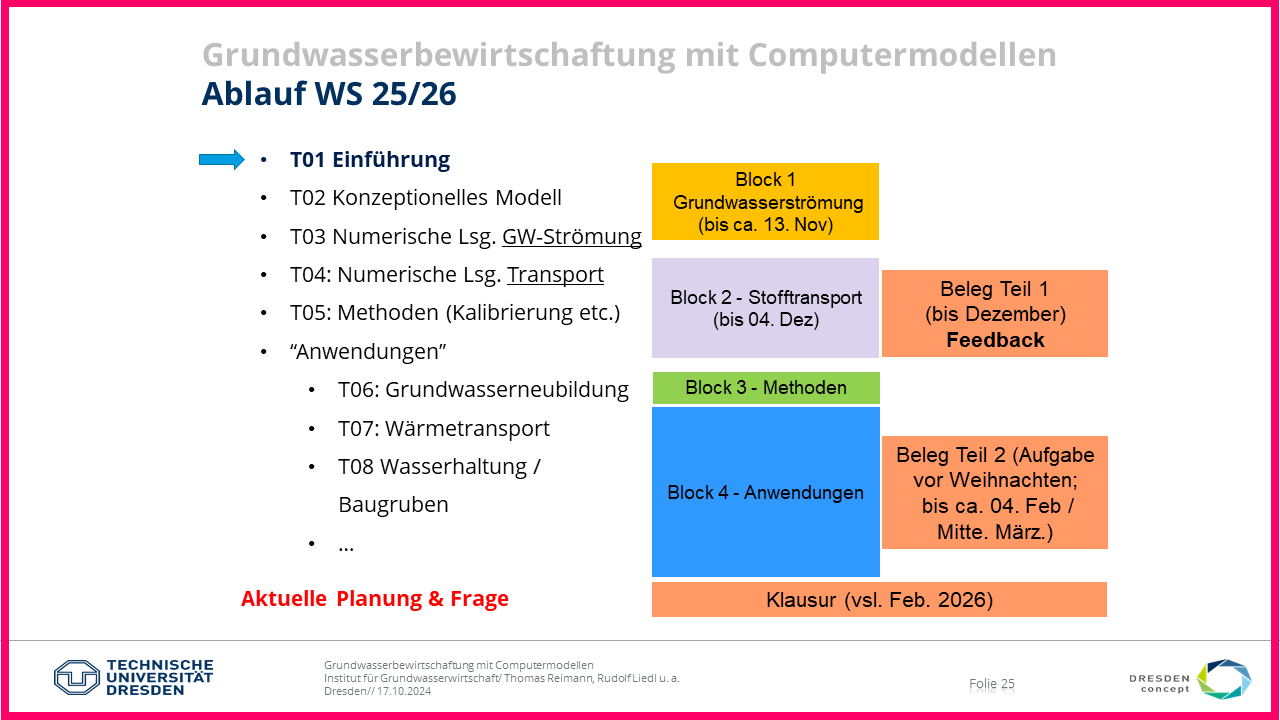 Grundwasserbewirtschaftung mit Computermodellen
Ablauf WS 25/26
• T01 Einführung
• T02 Konzeptionelles Modell
• T03 Numerische Lsg. GW-Strömung
• T04: Numerische Lsg. Transport
• T05: Methoden (Kalibrierung etc.)
• “Anwendungen”
• T06: Grundwasserneubildung
• T07: Wärmetransport
• T08 Wasserhaltung /
Baugruben
• ...
Aktuelle Planung & Frage
Block 1
Grundwasserströmung
(bis ca. 13. Nov)
Block 2 - Stofftransport
(bis 04. Dez)
Beleg Teil 1
(bis Dezember)
Feedback
Block 3 - Methoden
Block 4 - Anwendungen
Beleg Teil 2 (Aufgabe
vor Weihnachten;
bis ca. 04. Feb /
Mitte. März.)
Klausur (vsl. Feb. 2026)
TECHNISCHE
UNIVERSITÄT
DRESDEN
Grundwasserbewirtschaftung mit Computermodellen
Institut für Grundwasserwirtschaft/ Thomas Reimann, Rudolf Liedl u. a.
Dresden// 17.10.2024
Folie 25
DRESDEN
concept